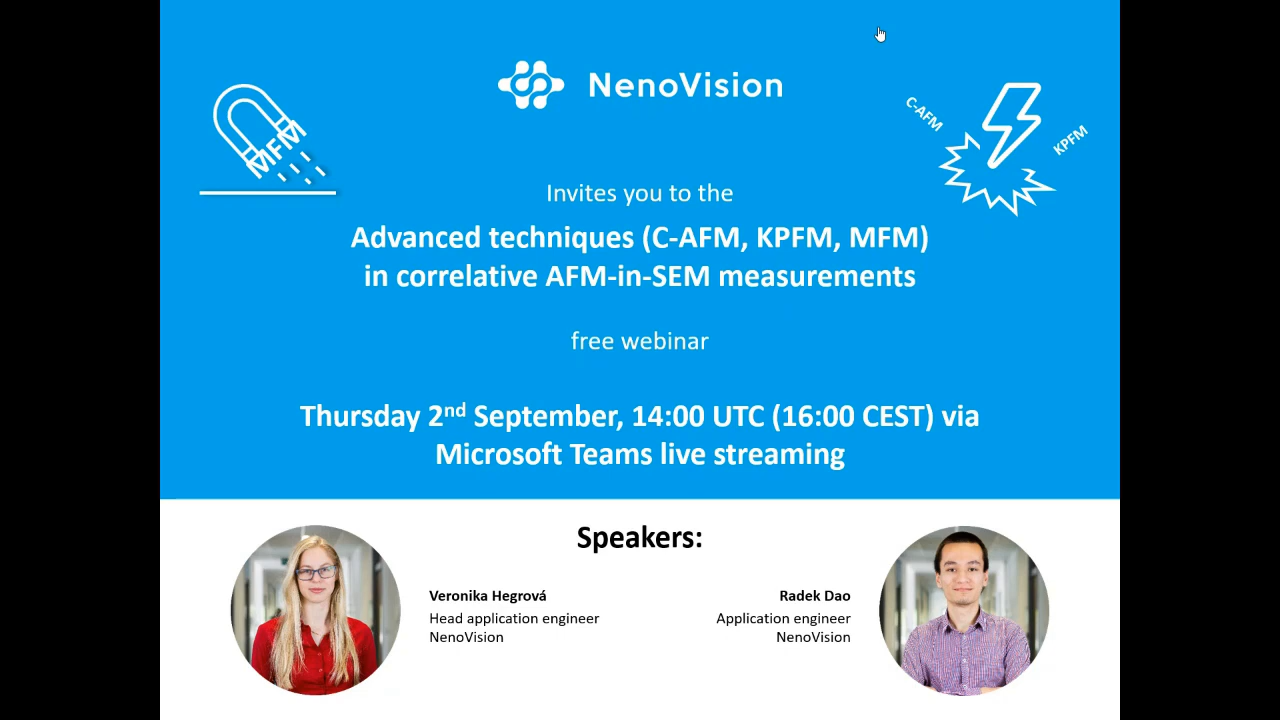 NenoVision
MFM
C-AFM
KPFM
Invites you to the
Advanced techniques (C-AFM, KPFM, MFM)
in correlative AFM-in-SEM measurements
free webinar
Thursday 2nd September, 14:00 UTC (16:00 CEST) via
Microsoft Teams live streaming
Speakers:
Veronika Hegrová
Head application engineer
NenoVision
Radek Dao
Application engineer
NenoVision